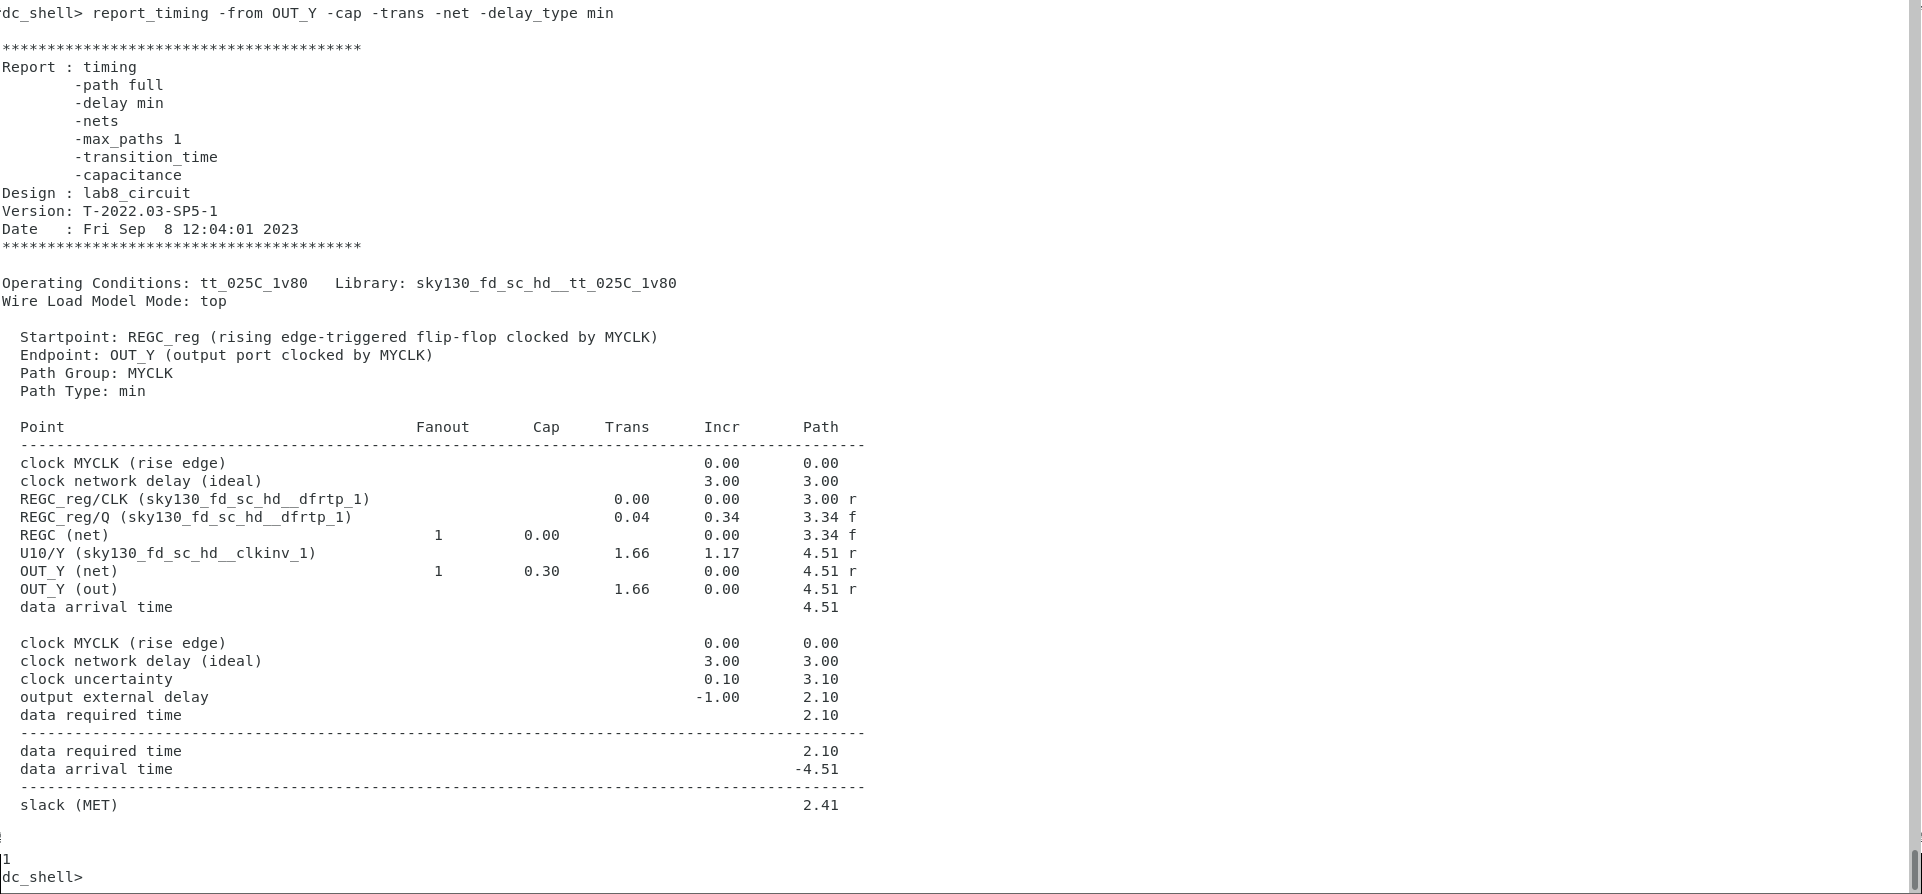 dc_shell> report_timing -from OUT_Y -cap -trans -net -delay_type min
****************************************
Report : timing
-path full
-delay min
-nets
-max_paths 1
-transition_time
-capacitance
Design : lab8_circuit
Version: T-2022.03-SP5-1
Date   : Fri Sep  8 12:04:01 2023
****************************************
Operating Conditions: tt_025C_1v80   Library: sky130_fd_sc_hd__tt_025C_1v80
Wire Load Model Mode: top
Startpoint: REGC_reg (rising edge-triggered flip-flop clocked by MYCLK)
Endpoint: OUT_Y (output port clocked by MYCLK)
Path Group: MYCLK
Path Type: min
Point                                       Fanout       Cap     Trans      Incr       Path
----------------------------------------------------------------------------------------------
clock MYCLK (rise edge)                                                     0.00       0.00
clock network delay (ideal)                                                 3.00       3.00
REGC_reg/CLK (sky130_fd_sc_hd__dfrtp_1)                           0.00      0.00       3.00 r
REGC_reg/Q (sky130_fd_sc_hd__dfrtp_1)                             0.04      0.34       3.34 f
REGC (net)                                    1         0.00                0.00       3.34 f
U10/Y (sky130_fd_sc_hd__clkinv_1)                                 1.66      1.17       4.51 r
OUT_Y (net)                                   1         0.30                0.00       4.51 r
OUT_Y (out)                                                       1.66      0.00       4.51 r
data arrival time                                                                      4.51
clock MYCLK (rise edge)                                                     0.00       0.00
clock network delay (ideal)                                                 3.00       3.00
clock uncertainty                                                           0.10       3.10
output external delay                                                      -1.00       2.10
data required time                                                                     2.10
----------------------------------------------------------------------------------------------
data required time                                                                     2.10
data arrival time                                                                     -4.51
----------------------------------------------------------------------------------------------
slack (MET)                                                                            2.41
1
dc_shell>